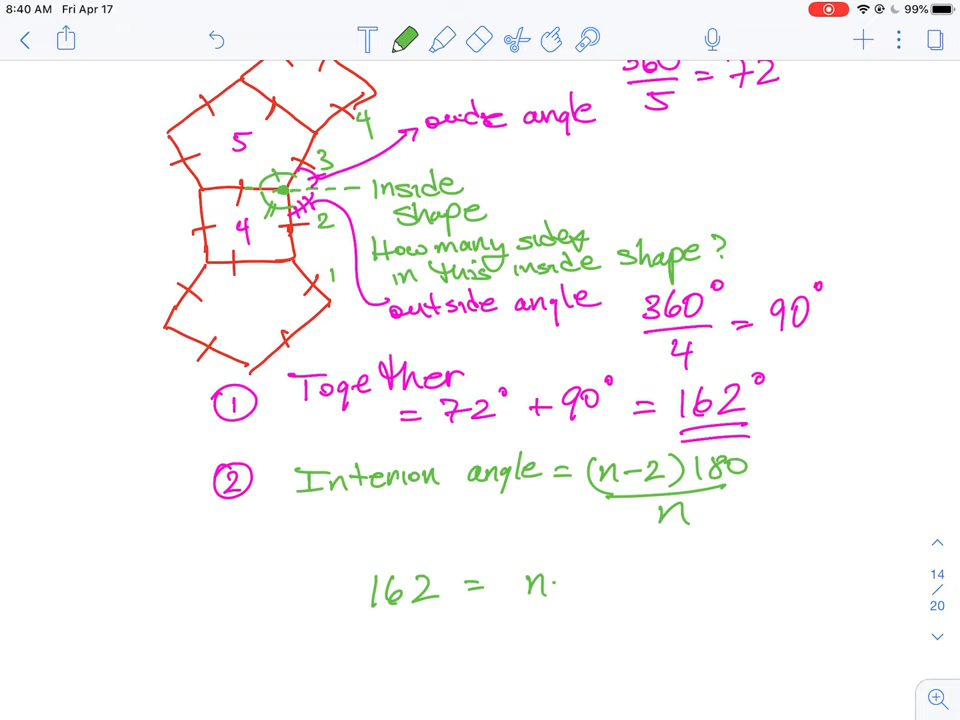 8:40 AM Fri Apr 17
99%
T
360
/5 = 72
5
4
ouide angle
3
Inside
shape
4
2
How many sides
in this inside shape?
1
outside angle
360°
/4 = 90°
1 Together
= 72° + 90° = 162°
2 Interion angle = (n-2)180
/n
162 = n.
14
/
20